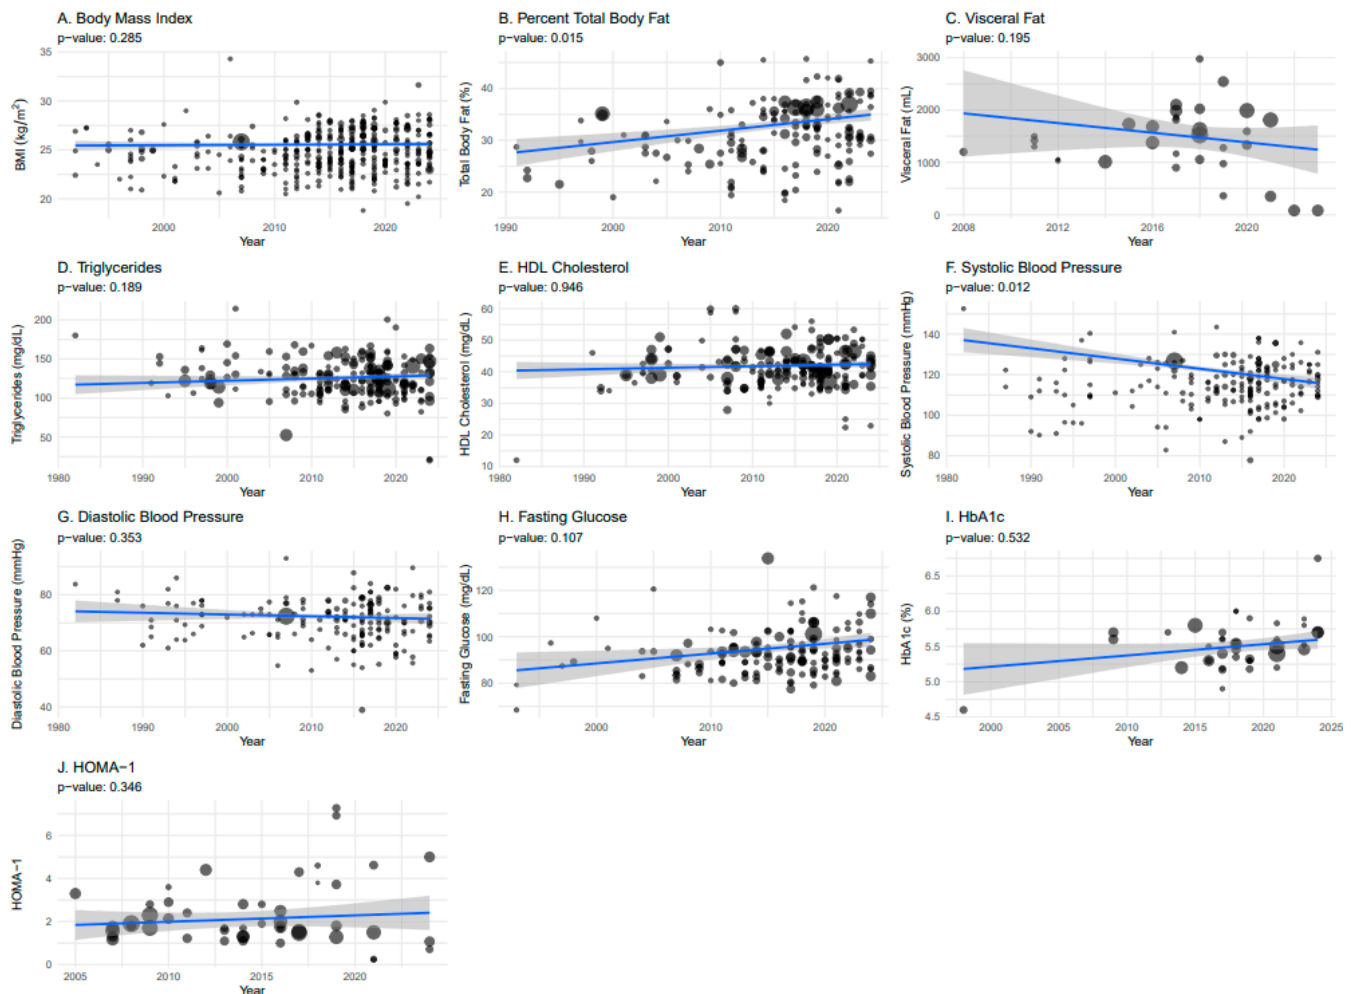 A. Body Mass Index
p−value: 0.285
35
30
25
20
BMI (kg/m²)
2000
2010
2020
Year
B. Percent Total Body Fat
p−value: 0.015
40
30
20
Total Body Fat (%)
1990
2000
2010
2020
Year
C. Visceral Fat
p−value: 0.195
3000
2000
1000
0
Visceral Fat (mL)
2008
2012
2016
2020
Year
D. Triglycerides
p−value: 0.189
200
150
100
50
Triglycerides (mg/dL)
1980
1990
2000
2010
2020
Year
E. HDL Cholesterol
p−value: 0.946
60
50
40
30
20
10
HDL Cholesterol (mg/dL)
1980
1990
2000
2010
2020
Year
F. Systolic Blood Pressure
p−value: 0.012
140
120
100
80
Systolic Blood Pressure (mmHg)
1980
1990
2000
2010
2020
Year
G. Diastolic Blood Pressure
p−value: 0.353
80
60
40
Diastolic Blood Pressure (mmHg)
1980
1990
2000
2010
2020
Year
H. Fasting Glucose
p−value: 0.107
120
100
80
Fasting Glucose (mg/dL)
2000
2010
2020
Year
I. HbA1c
p−value: 0.532
6.5
6.0
5.5
5.0
4.5
HbA1c (%)
2000
2005
2010
2015
2020
2025
Year
J. HOMA−1
p−value: 0.346
6
4
2
0
HOMA−1
2005
2010
2015
2020
Year